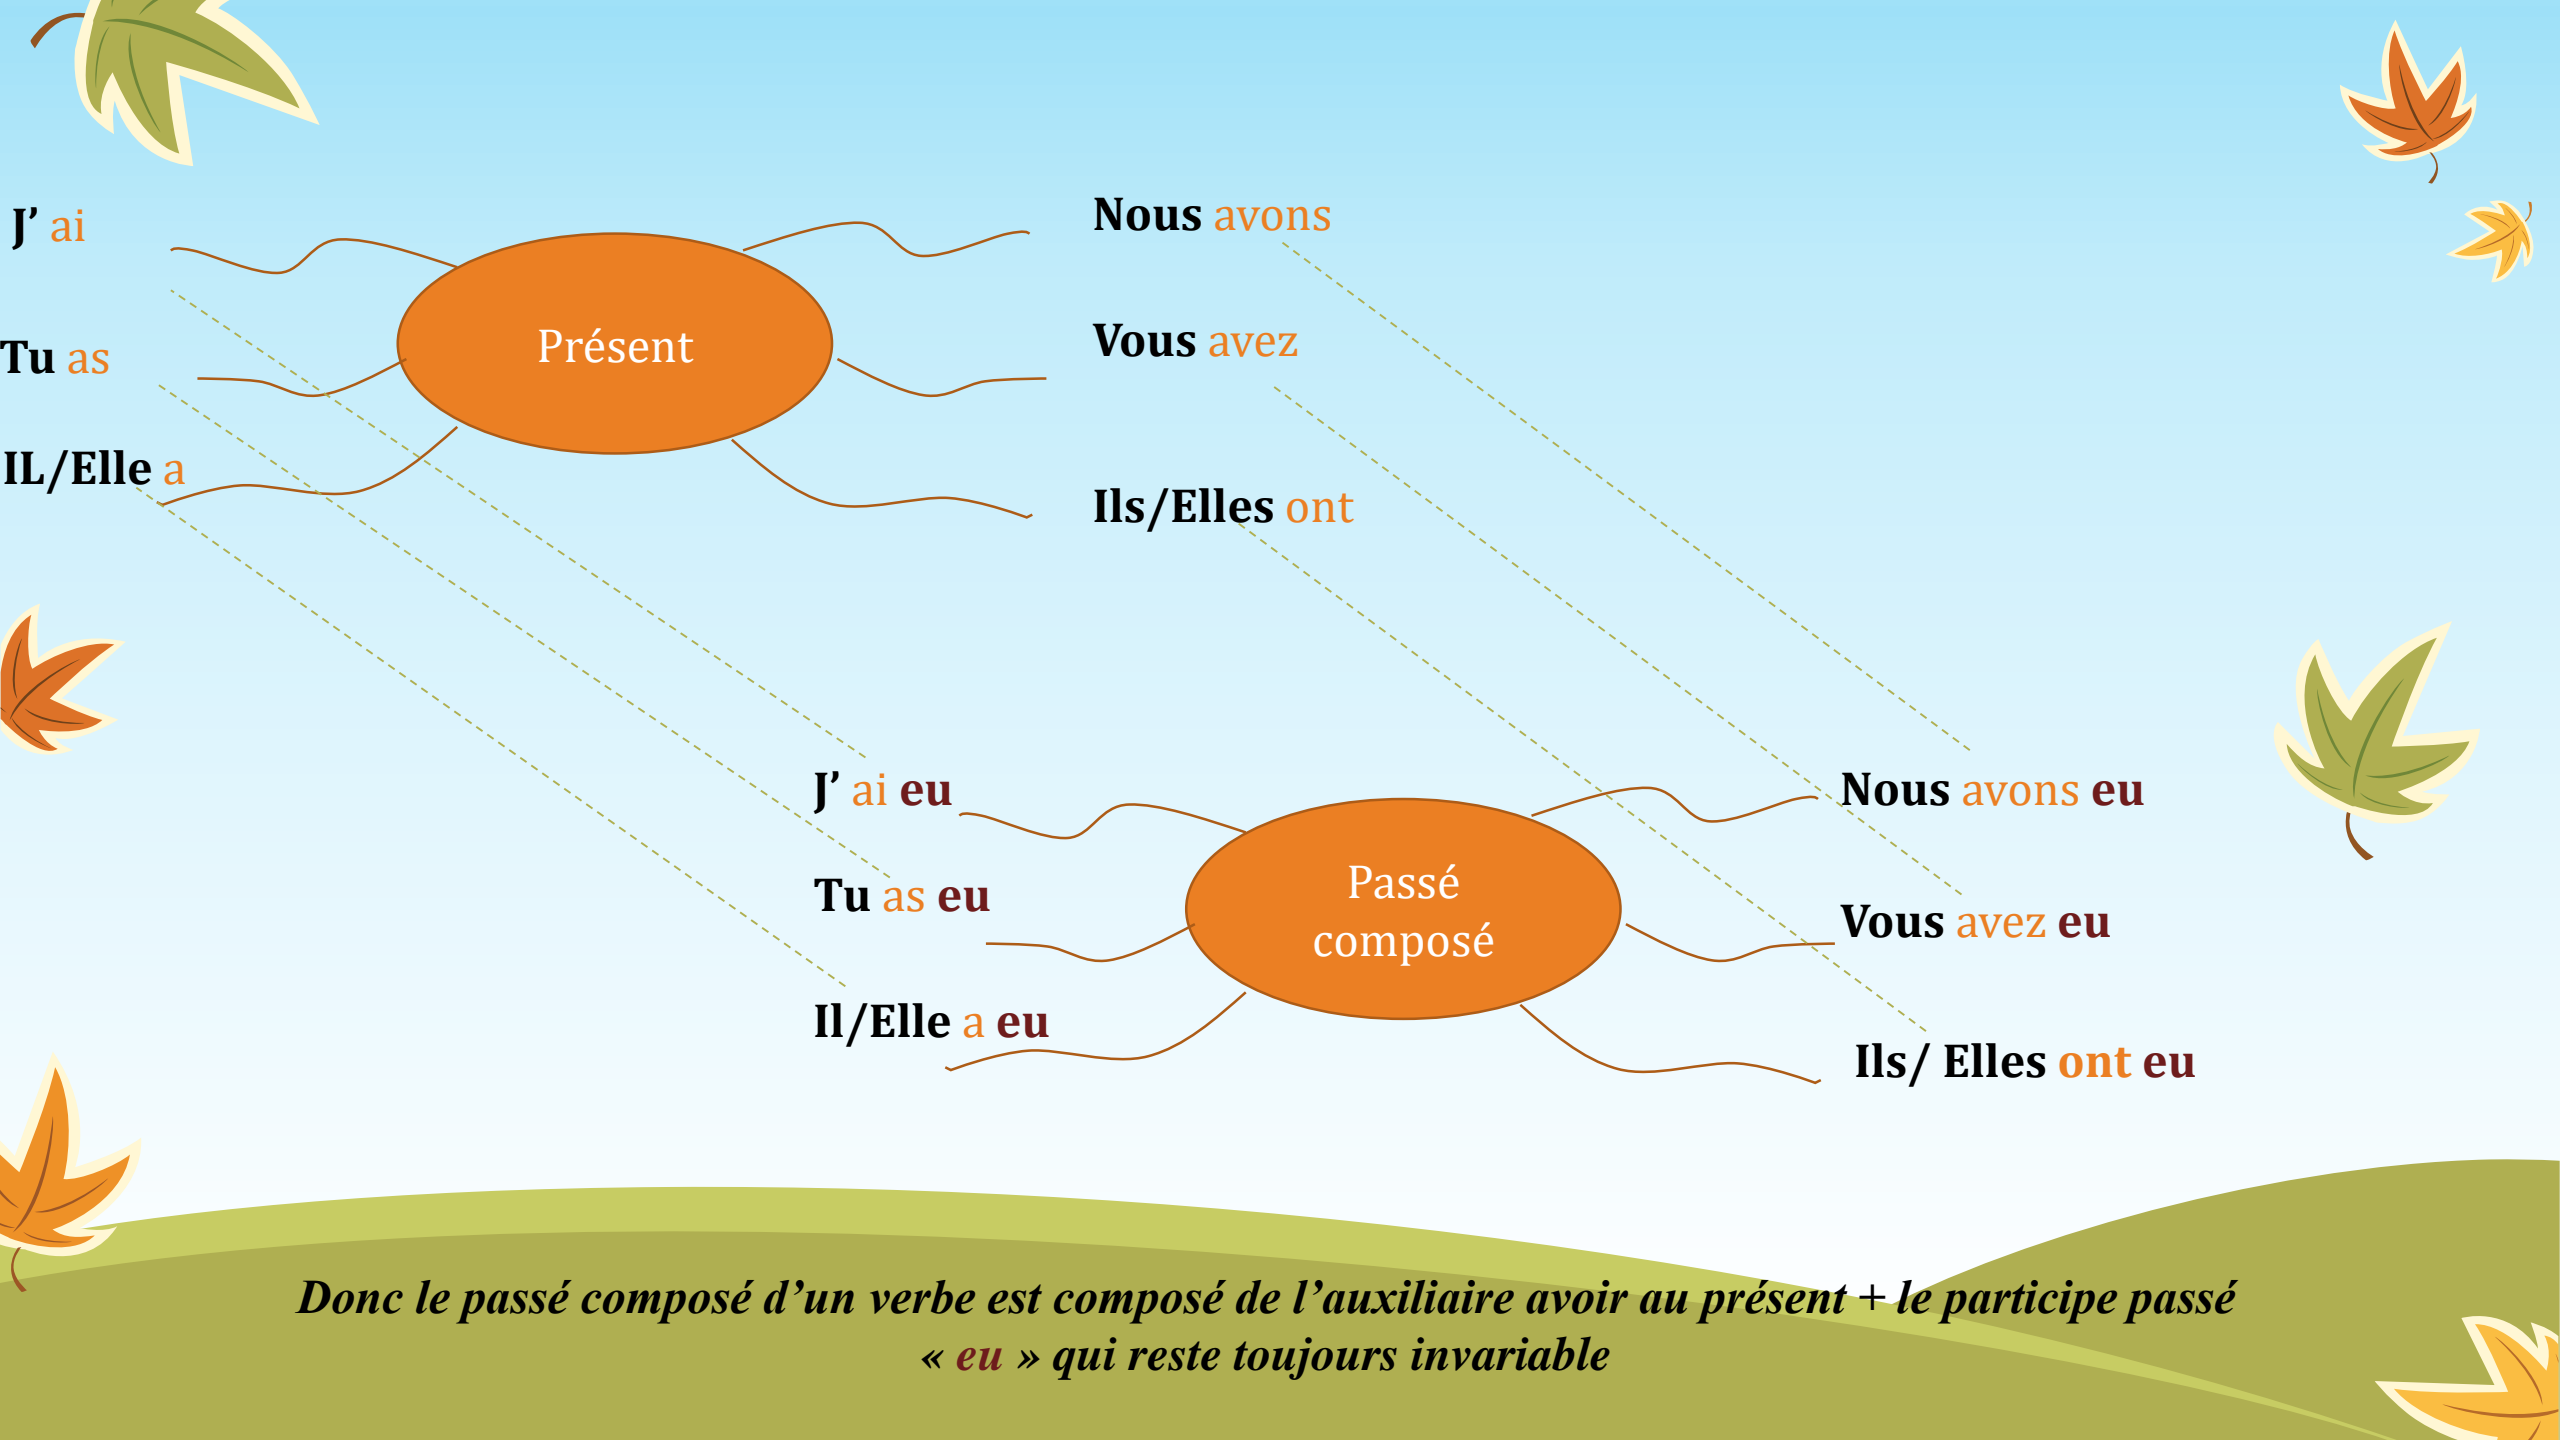 J’ ai
Tu as
IL/Elle a
Présent
Nous avons
Vous avez
Ils/Elles ont
J’ ai eu
Tu as eu
Il/Elle a eu
Passé
composé
Nous avons eu
Vous avez eu
Ils/ Elles ont eu
Donc le passé composé d’un verbe est composé de l’auxiliaire avoir au présent + le participe passé
« eu » qui reste toujours invariable